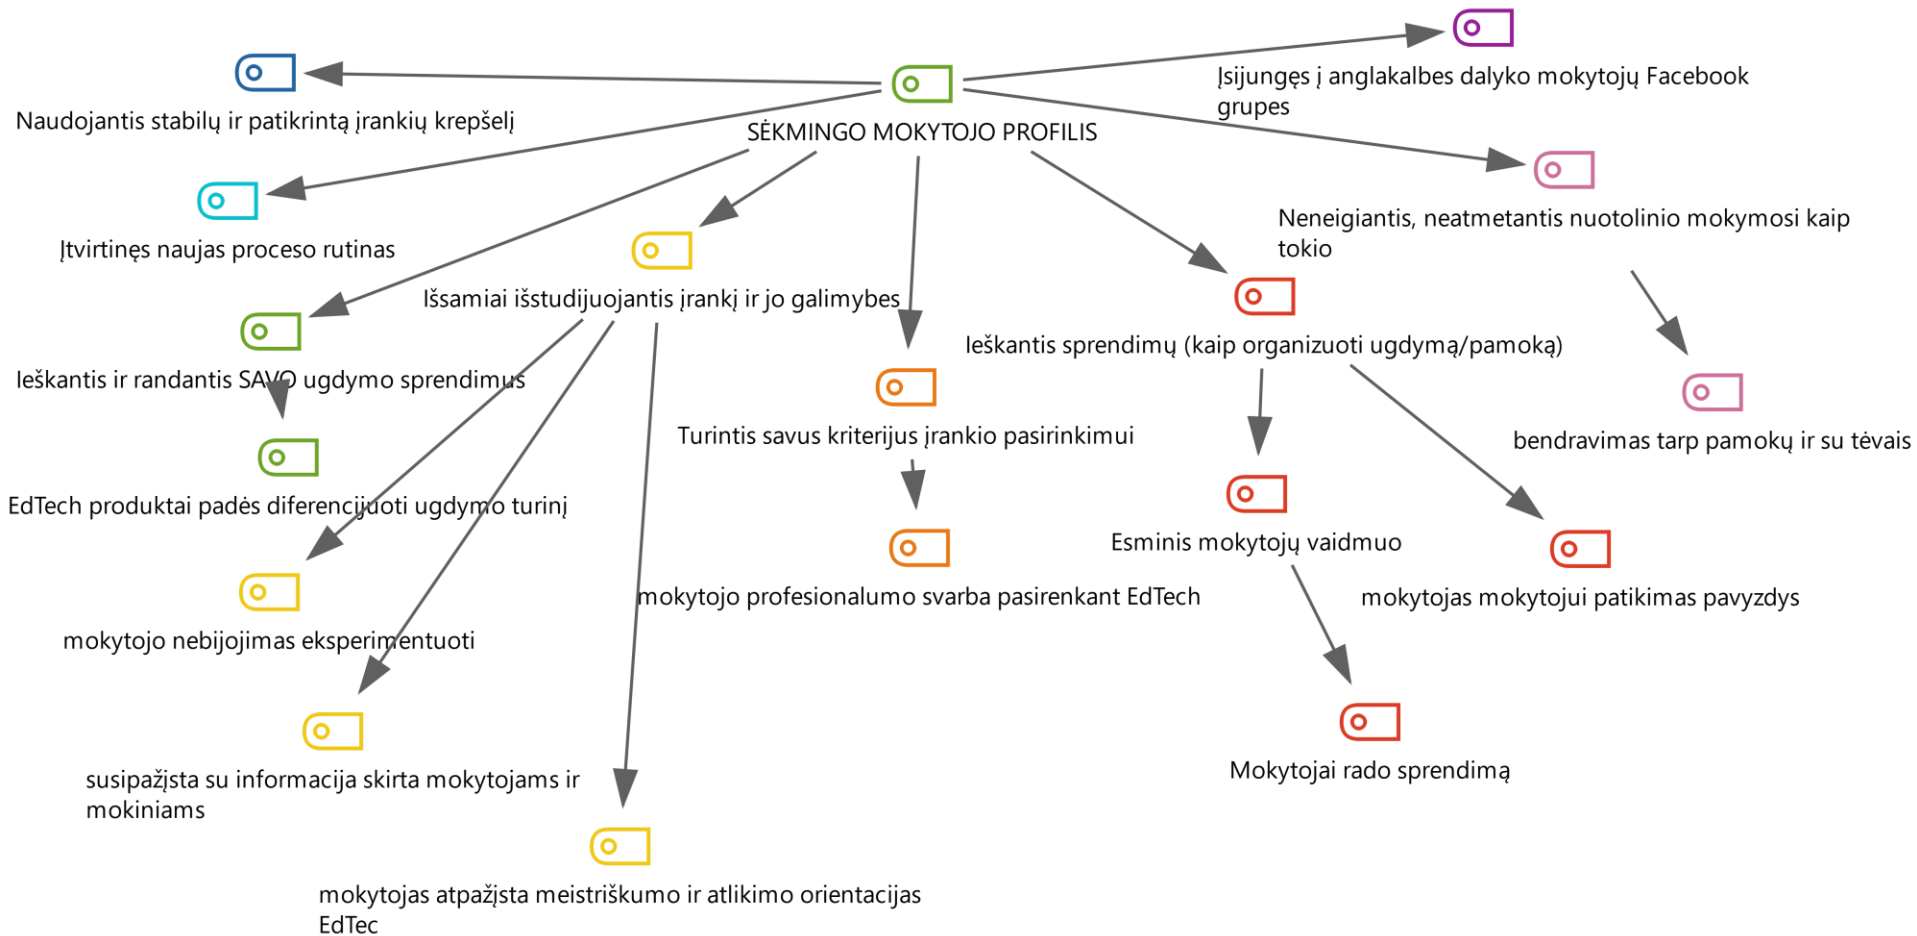 Įsijungęs į anglakalbes dalyko mokytojų Facebook
grupes
Naudojantis stabilų ir patikrintą įrankių krepšelį
SĖKMINGO MOKYTOJO PROFILIS
Neneigiantis, neatmetantis nuotolinio mokymosi kaip
tokio
Įtvirtinęs naujas proceso rutinas
Išsamiai išstudijuojantis įrankį ir jo galimybes
Ieškantis sprendimų (kaip organizuoti ugdymą/pamoką)
Ieškantis ir randantis SAVO ugdymo sprendimus
Turintis savus kriterijus įrankio pasirinkimui
bendravimas tarp pamokų ir su tėvais
EdTech produktai padės diferencijuoti ugdymo turinį
Esminis mokytojų vaidmuo
mokytojo profesionalumo svarba pasirenkant EdTech
mokytojas mokytojui patikimas pavyzdys
mokytojo nebijojimas eksperimentuoti
Mokytojai rado sprendimą
susipažįsta su informacija skirta mokytojams ir
mokiniams
mokytojas atpažįsta meistriškumo ir atlikimo orientacijas
EdTec